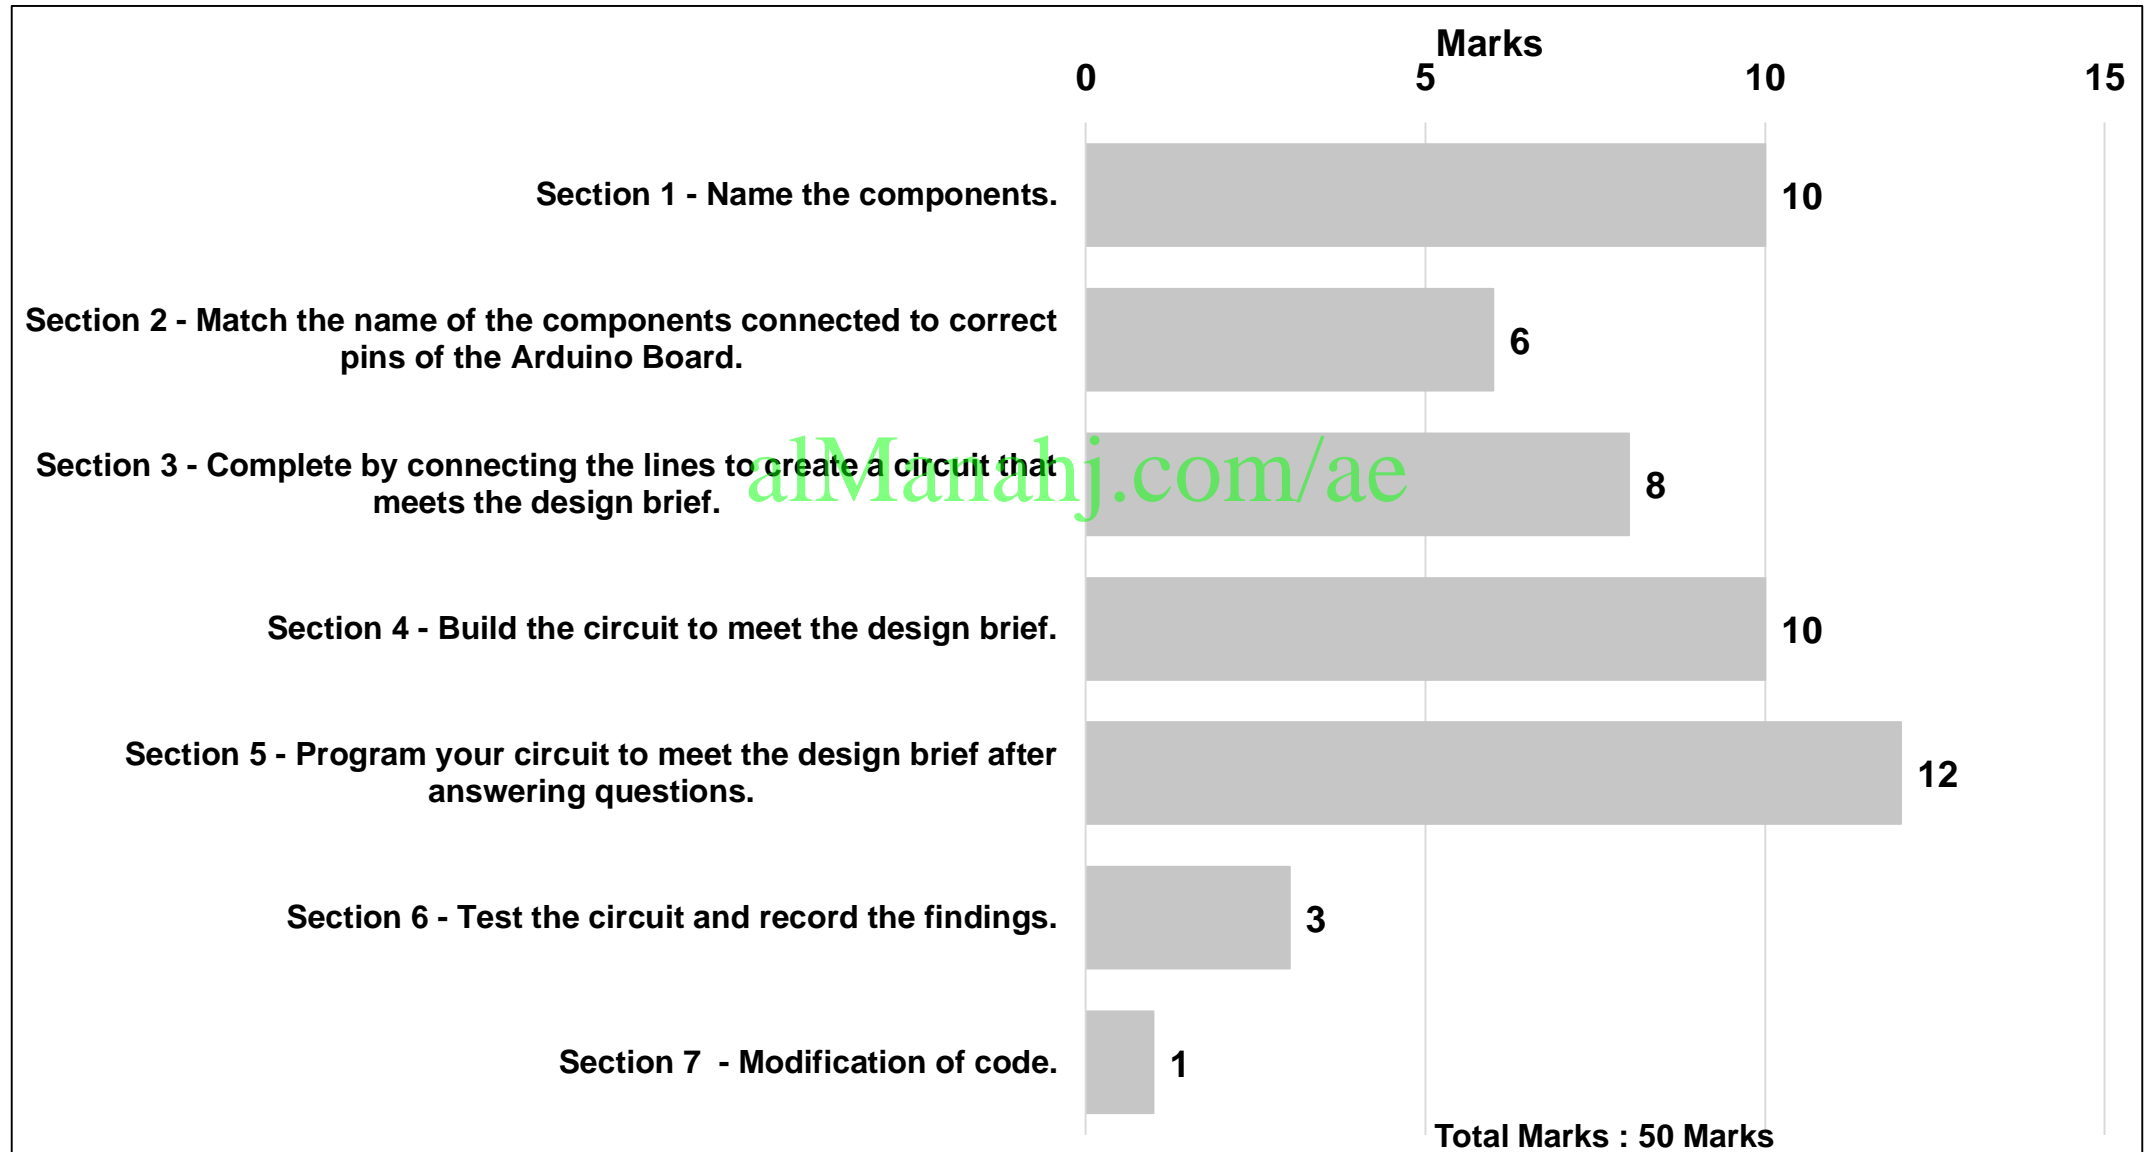 Marks
0 5 10 15
Section 1 - Name the components.
10
Section 2 - Match the name of the components connected to correct
pins of the Arduino Board.
6
Section 3 - Complete by connecting the lines to create a circuit that
meets the design brief.
8
alManahj.com/ae
Section 4 - Build the circuit to meet the design brief.
10
Section 5 - Program your circuit to meet the design brief after
answering questions.
12
Section 6 - Test the circuit and record the findings.
3
Section 7  - Modification of code.
1
Total Marks : 50 Marks